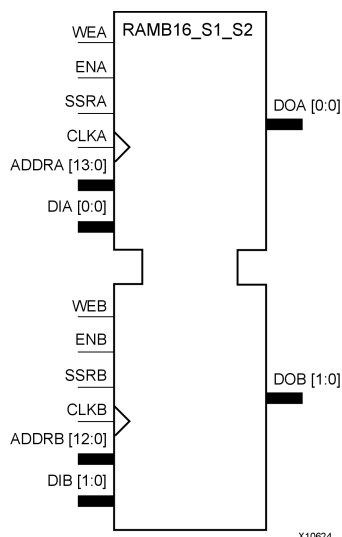 RAMB16_S1_S2
WEA
ENA
SSRA
CLKA
ADDRA [13:0]
DIA [0:0]
DOA [0:0]
WEB
ENB
SSRB
CLKB
ADDRB [12:0]
DIB [1:0]
DOB [1:0]
X10624